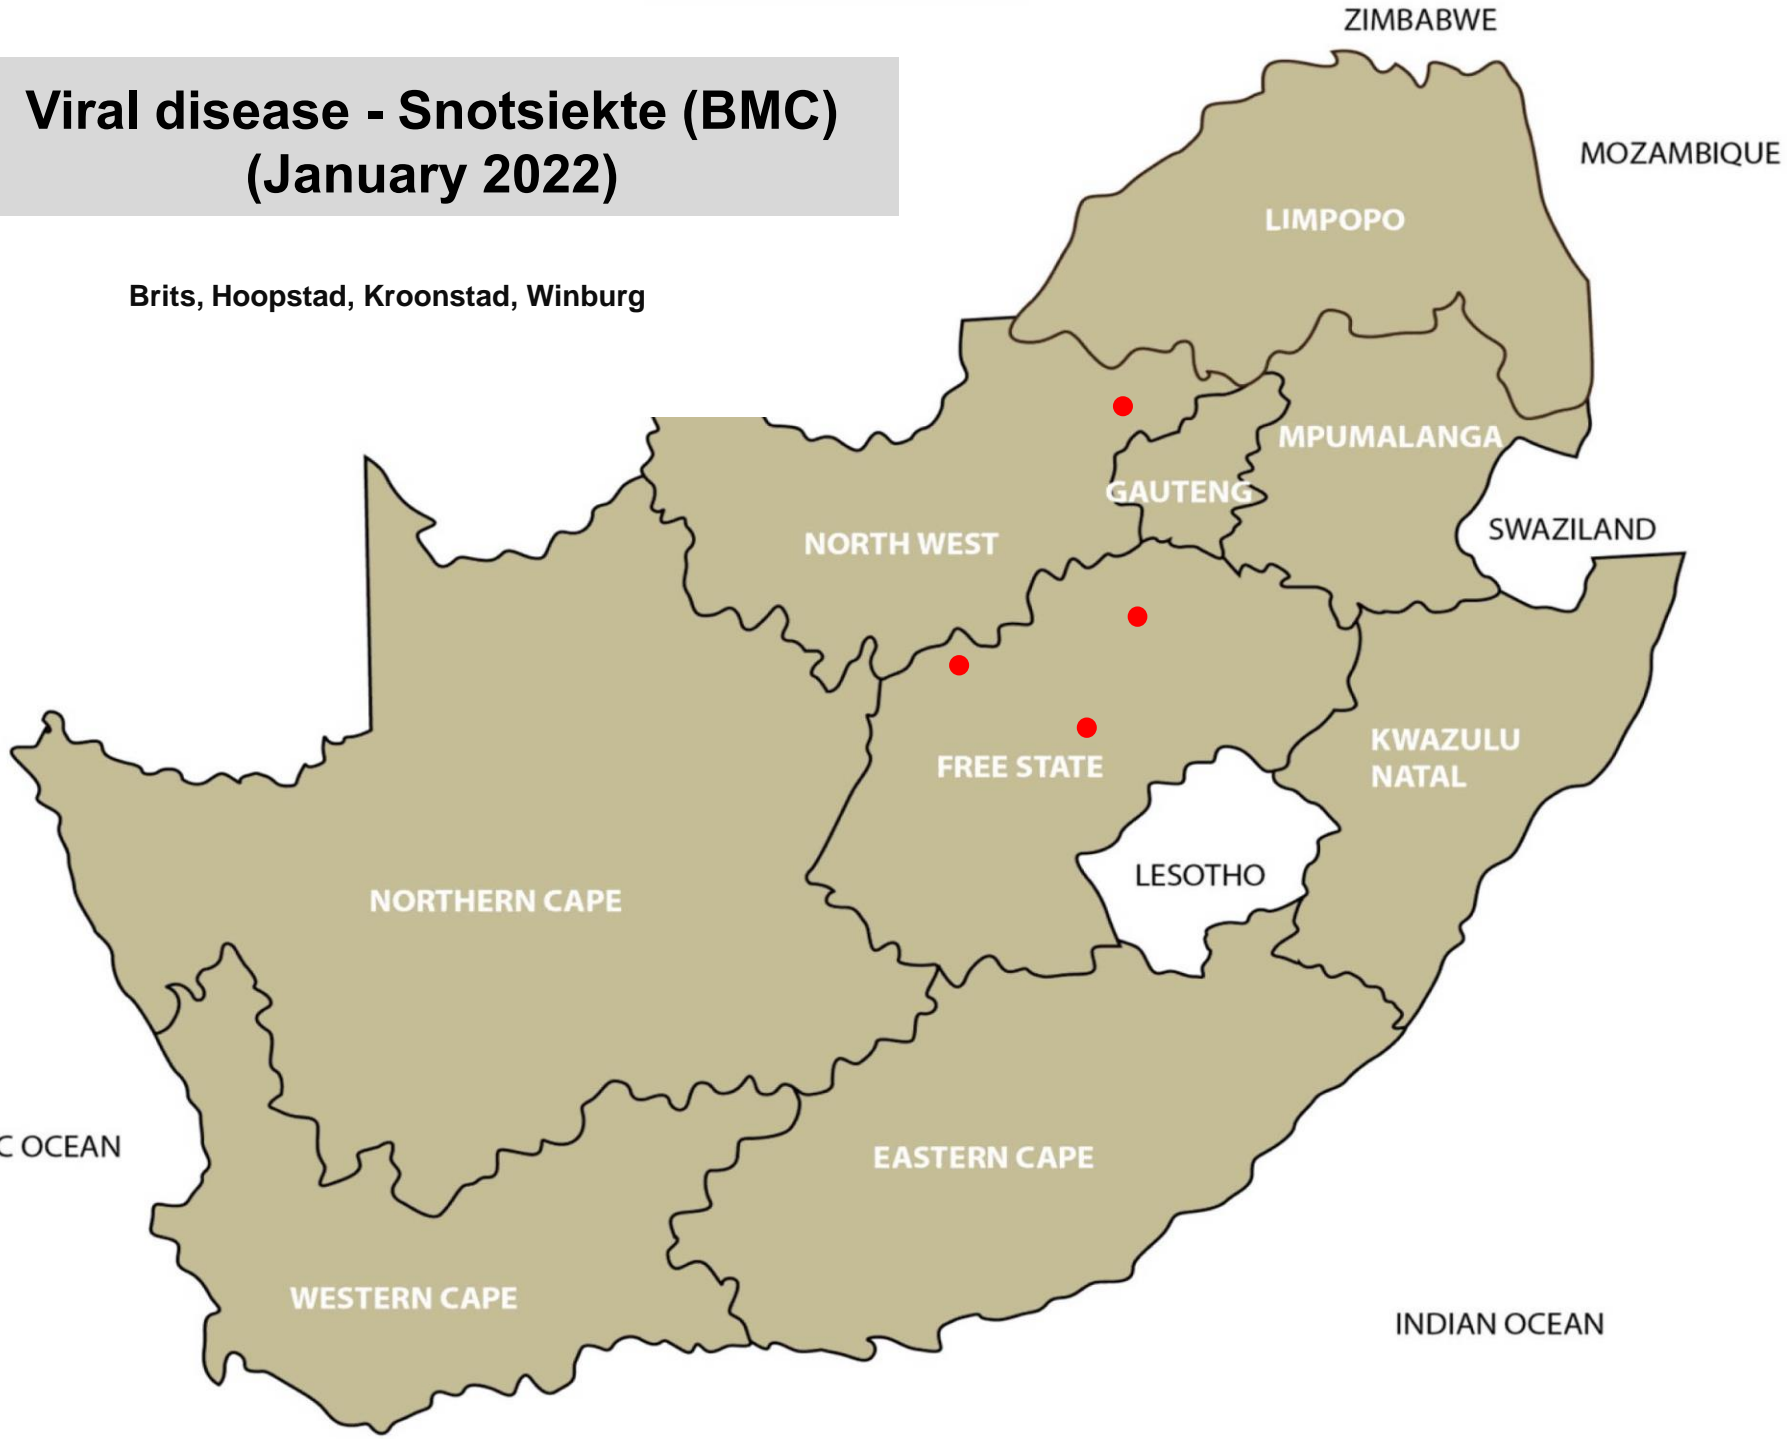 ZIMBABWE
Viral disease - Snotsiekte (BMC)
(January 2022)
MOZAMBIQUE
LIMPOPO
Brits, Hoopstad, Kroonstad, Winburg
MPUMALANGA
GAUTENG
SWAZILAND
NORTH WEST
KWAZULU
NATAL
FREE STATE
LESOTHO
NORTHERN CAPE
C OCEAN
EASTERN CAPE
WESTERN CAPE
INDIAN OCEAN